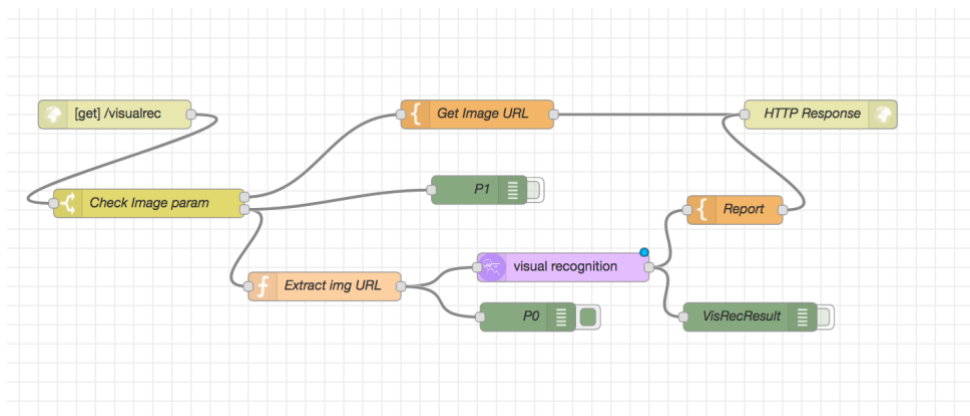 [get] /visualrec
Get Image URL
HTTP Response
Check Image param
P1
Report
Extract img URL
visual recognition
P0
VisRecResult